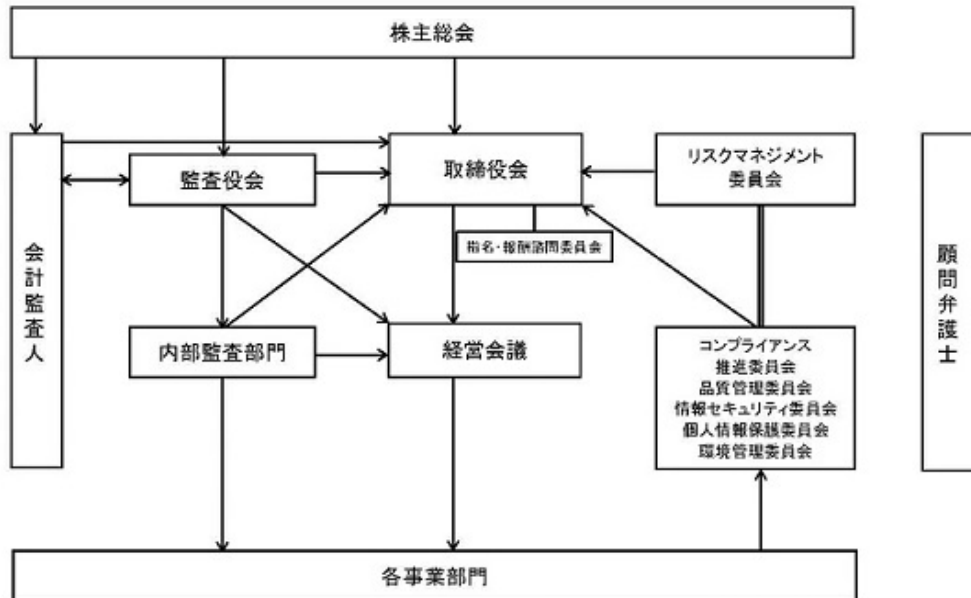 株主総会
会計監査人
監査役会
取締役会
リスクマネジメント
委員会
顧問弁護士
指名・報酬諮問委員会
内部監査部門
経営会議
コンプライアンス
推進委員会
品質管理委員会
情報セキュリティ委員会
個人情報保護委員会
環境管理委員会
各事業部門